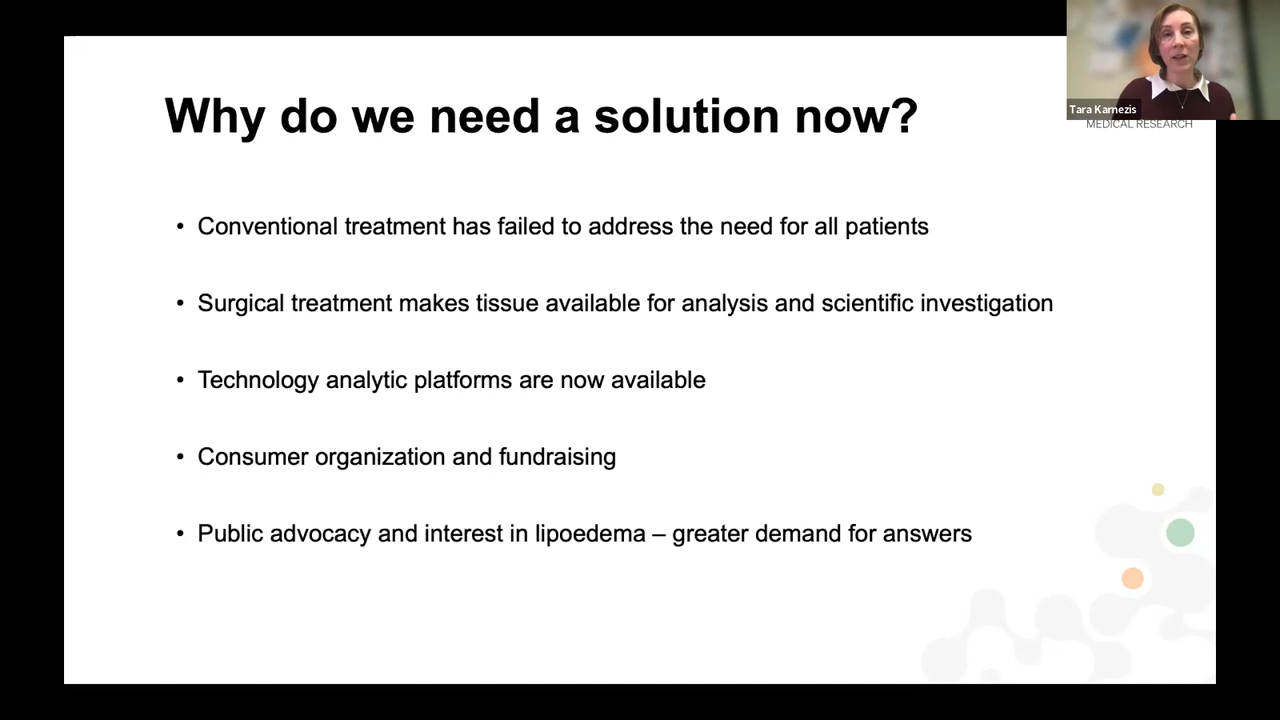 Why do we need a solution now?
Tara Karnezis
MEDICAL RESEARCH
• Conventional treatment has failed to address the need for all patients
• Surgical treatment makes tissue available for analysis and scientific investigation
• Technology analytic platforms are now available
• Consumer organization and fundraising
• Public advocacy and interest in lipoedema – greater demand for answers